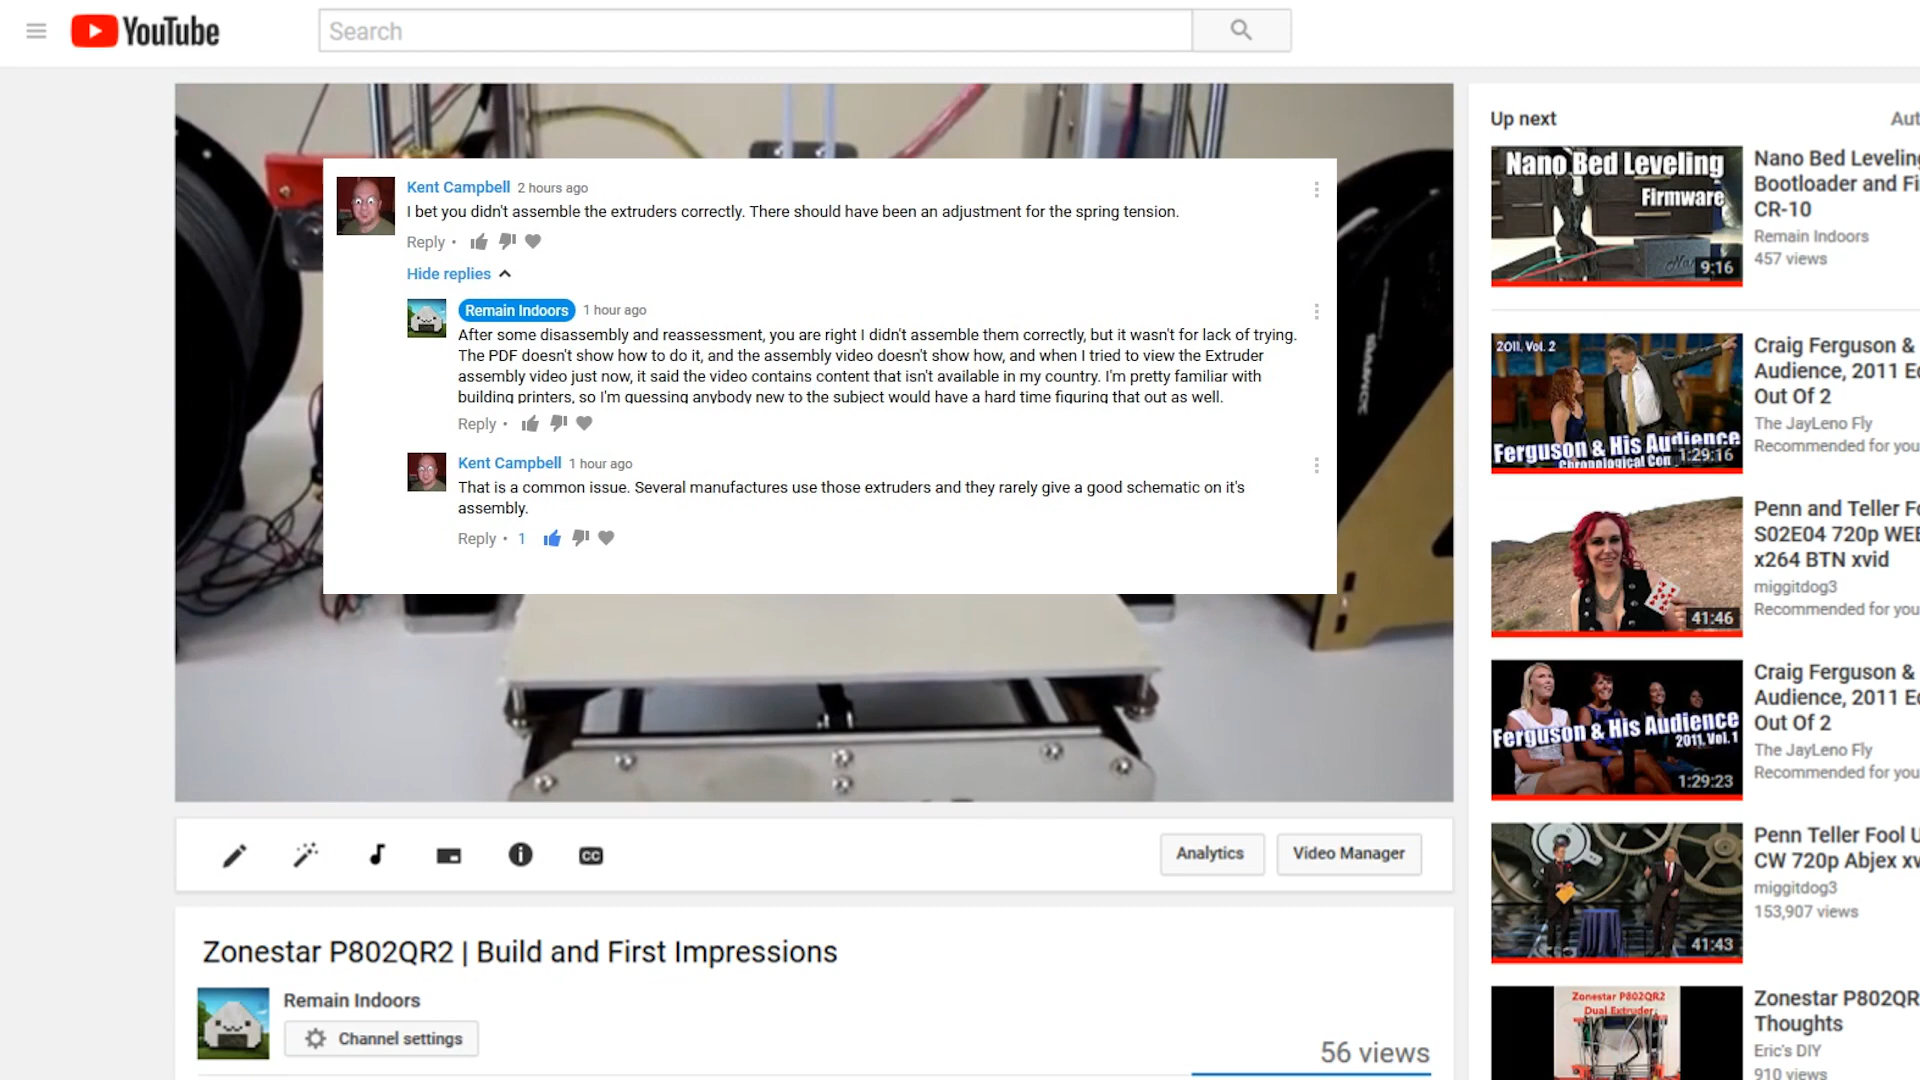 YouTube
Search
Kent Campbell 2 hours ago
I bet you didn't assemble the extruders correctly. There should have been an adjustment for the spring tension.
Reply •
Hide replies
Remain Indoors 1 hour ago
After some disassembly and reassessment, you are right I didn't assemble them correctly, but it wasn't for lack of trying.
The PDF doesn't show how to do it, and the assembly video doesn't show how, and when I tried to view the Extruder
assembly video just now, it said the video contains content that isn't available in my country. I'm pretty familiar with
building printers, so I'm guessing anybody new to the subject would have a hard time figuring that out as well.
Reply •
Kent Campbell 1 hour ago
That is a common issue. Several manufactures use those extruders and they rarely give a good schematic on it's
assembly.
Reply • 1
CC
Analytics
Video Manager
Zonestar P802QR2 | Build and First Impressions
Remain Indoors
Channel settings
56 views
Up next
Aut
Nano Bed Leveling
Firmware
9:16
Nano Bed Leveling
Bootloader and Fi
CR-10
Remain Indoors
457 views
2011, Vol. 2
Ferguson & His Audience
Chronological Con
1:29:16
Craig Ferguson &
Audience, 2011 Ec
Out Of 2
The JayLeno Fly
Recommended for you
41:46
Penn and Teller Fo
S02E04 720p WEB
x264 BTN xvid
miggitdog3
Recommended for you
Ferguson & His Audience
2011, Vol. 1
1:29:23
Craig Ferguson &
Audience, 2011 Ec
Out Of 2
The JayLeno Fly
Recommended for you
41:43
Penn Teller Fool U
CW 720p Abjex xv
miggitdog3
153,907 views
Zonestar P802QR2
Dual Extruder
Zonestar P802QR
Thoughts
Eric's DIY
910 views